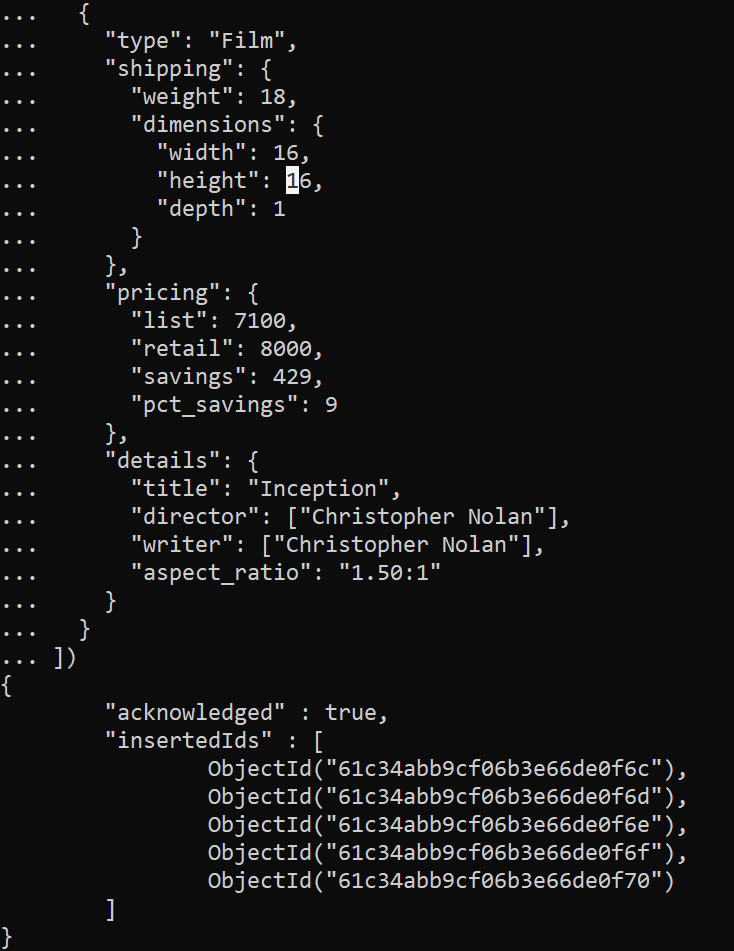 ...   {
...     "type": "Film",
...     "shipping": {
...       "weight": 18,
...       "dimensions": {
...         "width": 16,
...         "height": 16,
...         "depth": 1
...       }
...     },
...     "pricing": {
...       "list": 7100,
...       "retail": 8000,
...       "savings": 429,
...       "pct_savings": 9
...     },
...     "details": {
...       "title": "Inception",
...       "director": ["Christopher Nolan"],
...       "writer": ["Christopher Nolan"],
...       "aspect_ratio": "1.50:1"
...     }
...   }
... ])
{
        "acknowledged" : true,
        "insertedIds" : [
                ObjectId("61c34abb9cf06b3e66de0f6c"),
                ObjectId("61c34abb9cf06b3e66de0f6d"),
                ObjectId("61c34abb9cf06b3e66de0f6e"),
                ObjectId("61c34abb9cf06b3e66de0f6f"),
                ObjectId("61c34abb9cf06b3e66de0f70")
        ]
}